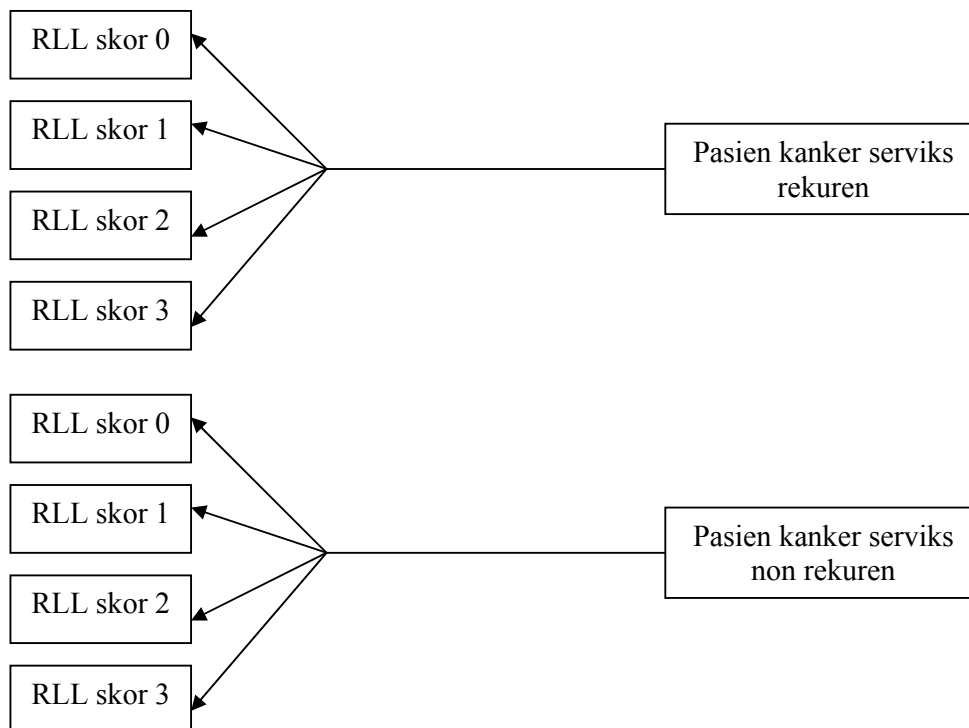 RLL skor 0
RLL skor 1
RLL skor 2
RLL skor 3
Pasien kanker serviks
rekuren
RLL skor 0
RLL skor 1
RLL skor 2
RLL skor 3
Pasien kanker serviks
non rekuren